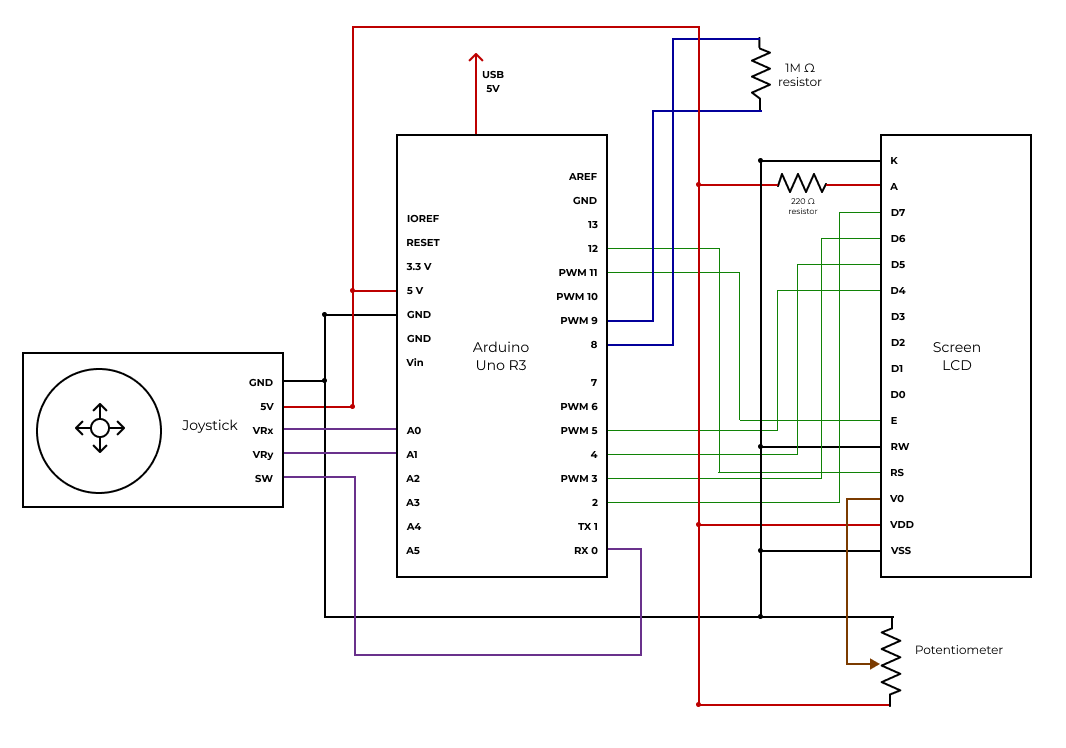 USB
5V
1M Ω
resistor
220 Ω
resistor
Joystick
GND
5V
VRx
VRy
SW
Arduino
Uno R3
IOREF
RESET
3.3 V
5 V
GND
GND
Vin
A0
A1
A2
A3
A4
A5
AREF
GND
13
12
PWM 11
PWM 10
PWM 9
8
7
PWM 6
PWM 5
4
PWM 3
2
TX 1
RX 0
Screen
LCD
K
A
D7
D6
D5
D4
D3
D2
D1
D0
E
RW
RS
V0
VDD
VSS
Potentiometer